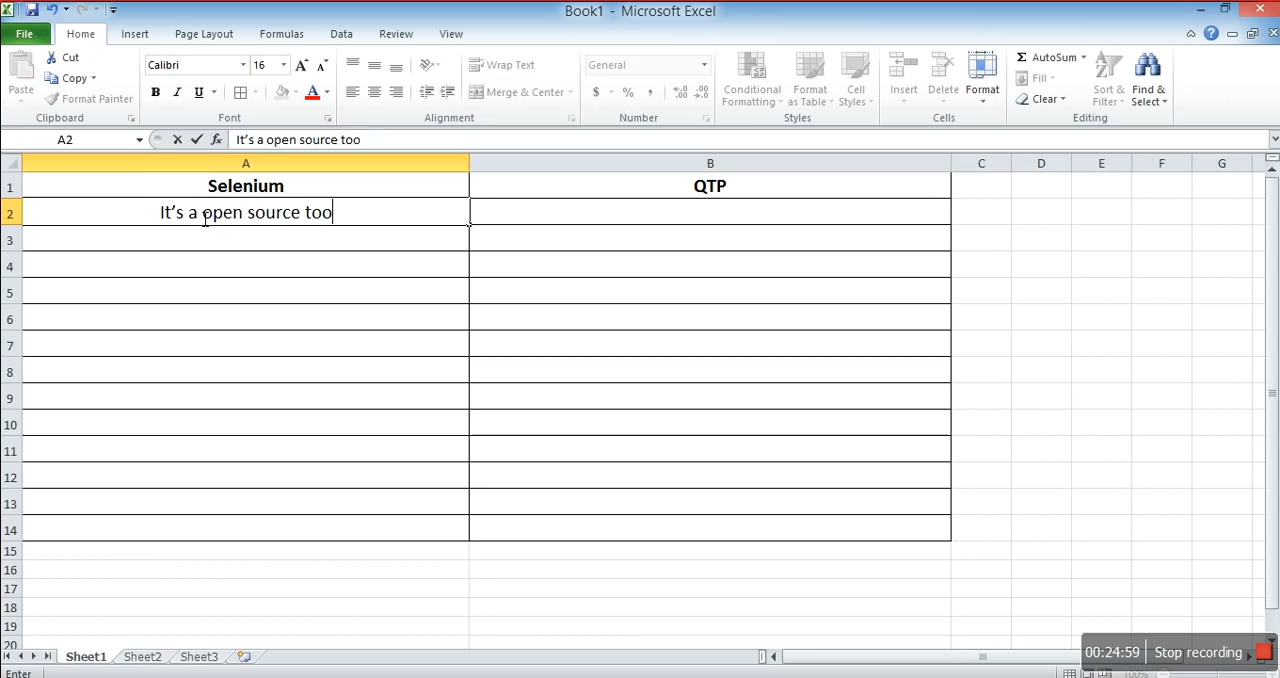 Book1 - Microsoft Excel
File Home Insert Page Layout Formulas Data Review View
Paste Cut Copy Format Painter
Calibri 16
Wrap Text
Merge & Center
General
$ % ,
Conditional Formatting Format as Table Cell Styles
Insert Delete Format
Σ AutoSum Fill Clear
Sort & Filter Find & Select
Clipboard Font Alignment Number Styles Cells Editing
A2 fx It's a open source too
A B C D E F G
1 Selenium QTP
2 It's a open source too
3
4
5
6
7
8
9
10
11
12
13
14
15
16
17
18
19
20
Sheet1 Sheet2 Sheet3
00:24:59 Stop recording
Enter 100%